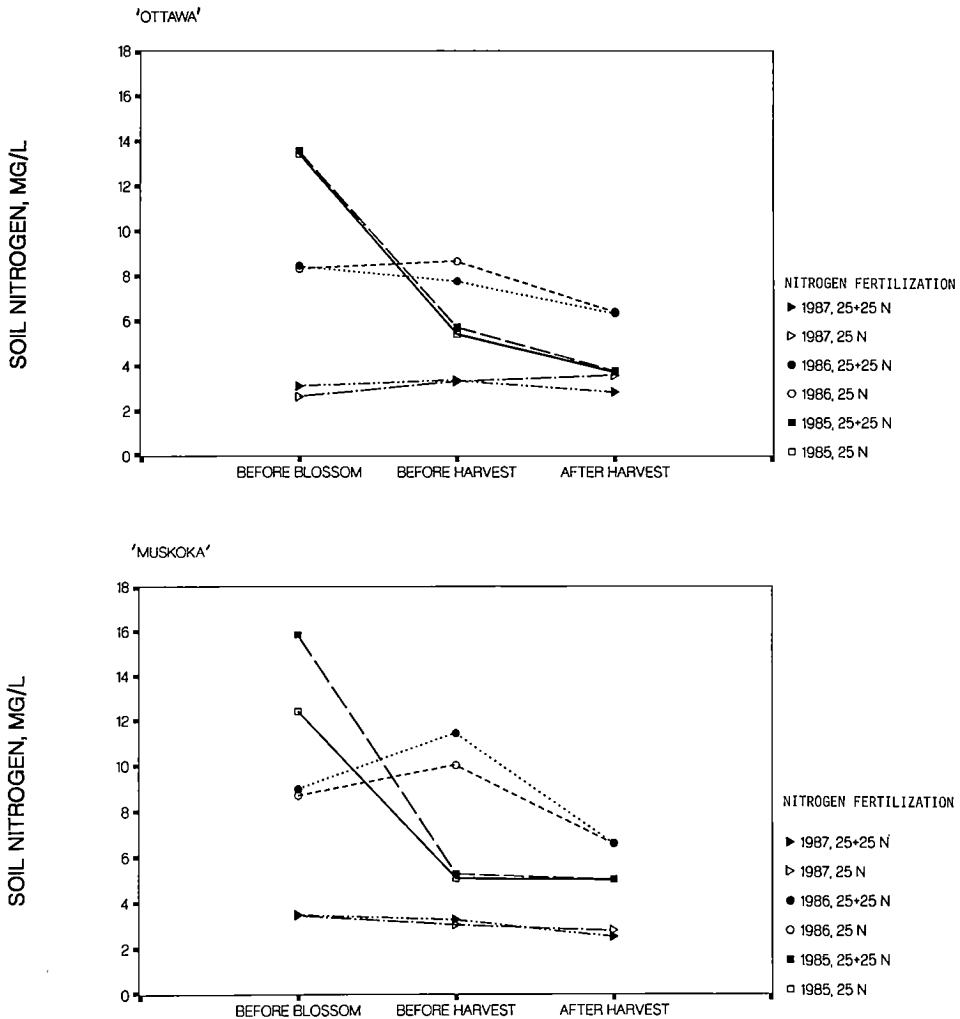 'OTTAWA'
SOIL NITROGEN, MG/L
18
16
14
12
10
8
6
4
2
0
BEFORE BLOSSOM BEFORE HARVEST AFTER HARVEST
NITROGEN FERTILIZATION
1987, 25+25 N
1987, 25 N
1986, 25+25 N
1986, 25 N
1985, 25+25 N
1985, 25 N
'MUSKOKA'
SOIL NITROGEN, MG/L
18
16
14
12
10
8
6
4
2
0
BEFORE BLOSSOM BEFORE HARVEST AFTER HARVEST
NITROGEN FERTILIZATION
1987, 25+25 N
1987, 25 N
1986, 25+25 N
1986, 25 N
1985, 25+25 N
1985, 25 N